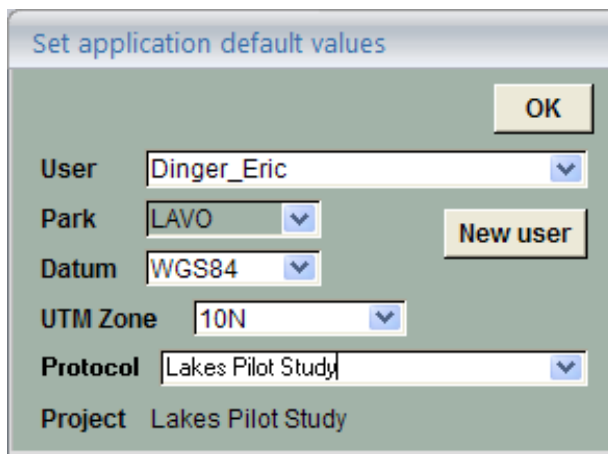 Set application default values
OK
User Dinger_Eric
Park LAVO
New user
Datum WGS84
UTM Zone 10N
Protocol Lakes Pilot Study
Project Lakes Pilot Study